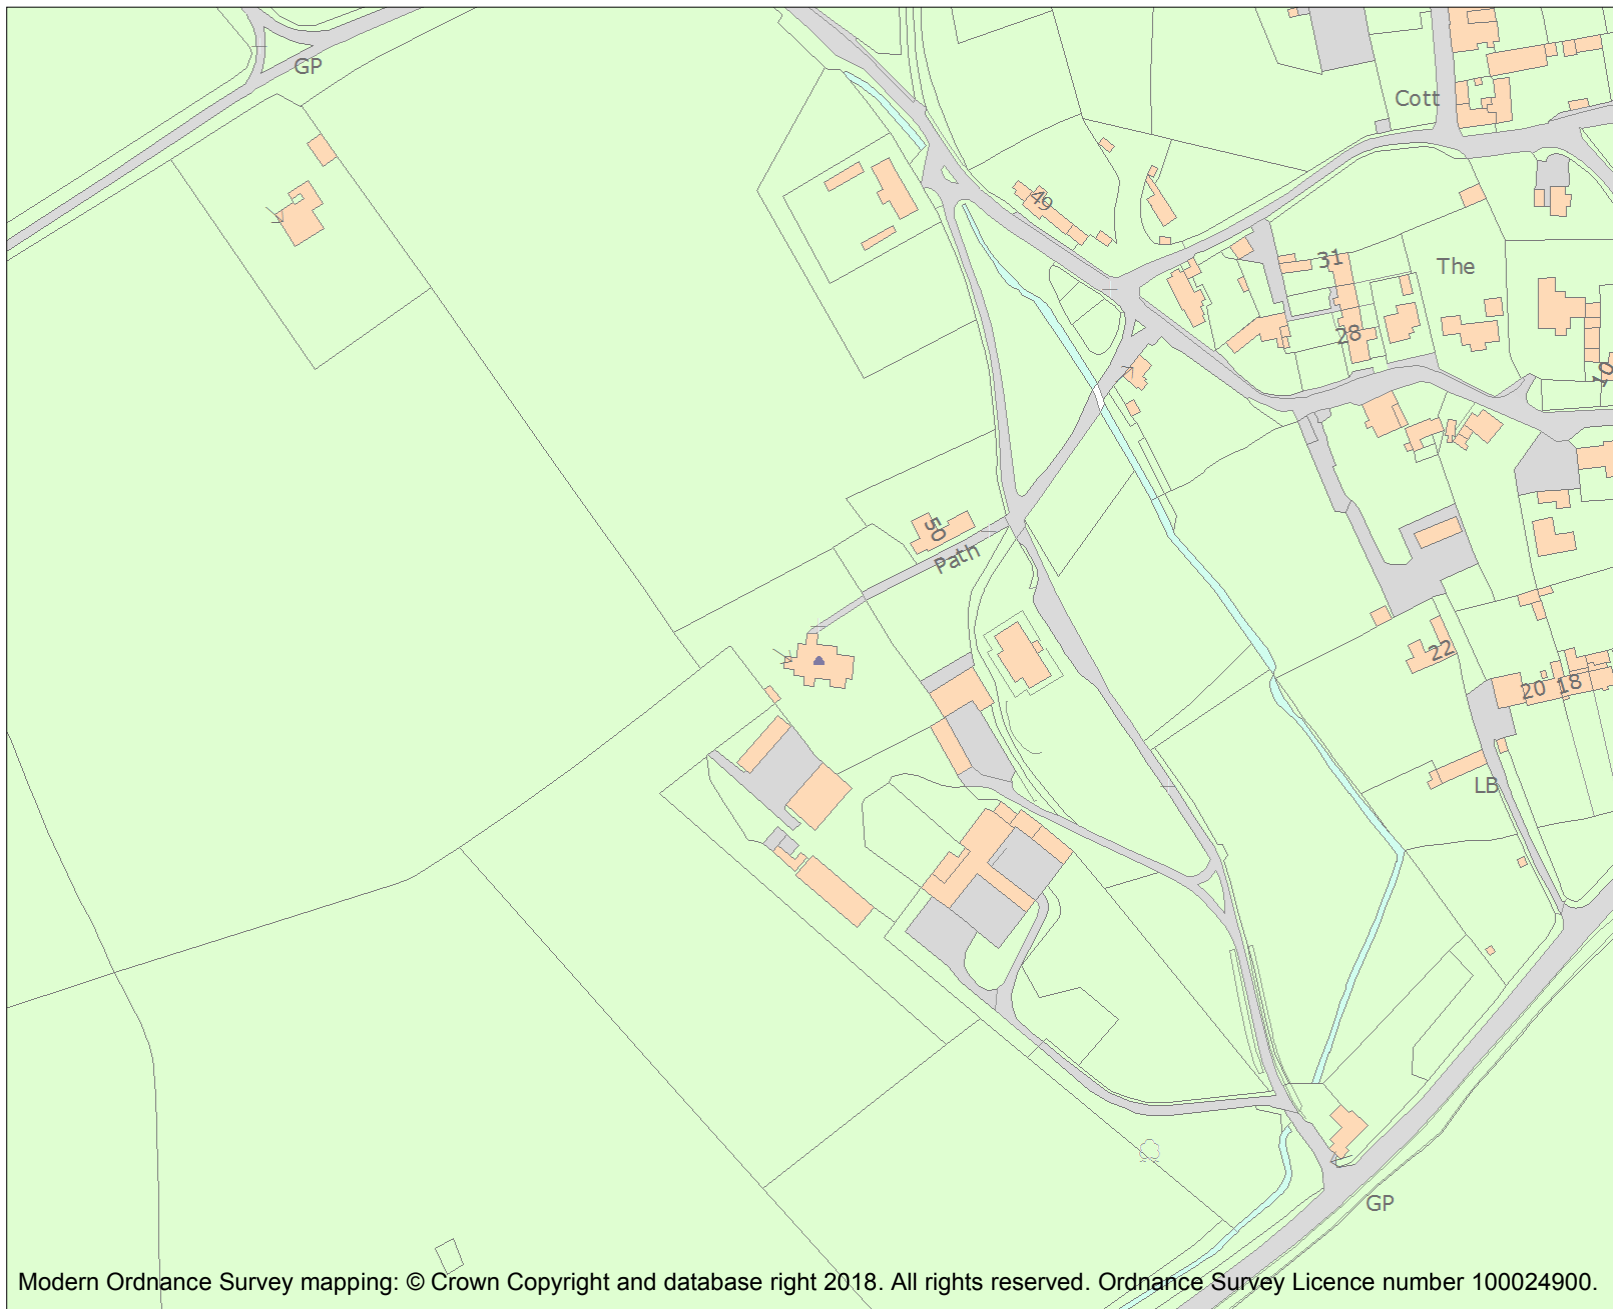 GP
Cott
49
31
The
28
10
50
Path
22
20
18
LB
GP
Modern Ordnance Survey mapping: © Crown Copyright and database right 2018. All rights reserved. Ordnance Survey Licence number 100024900.